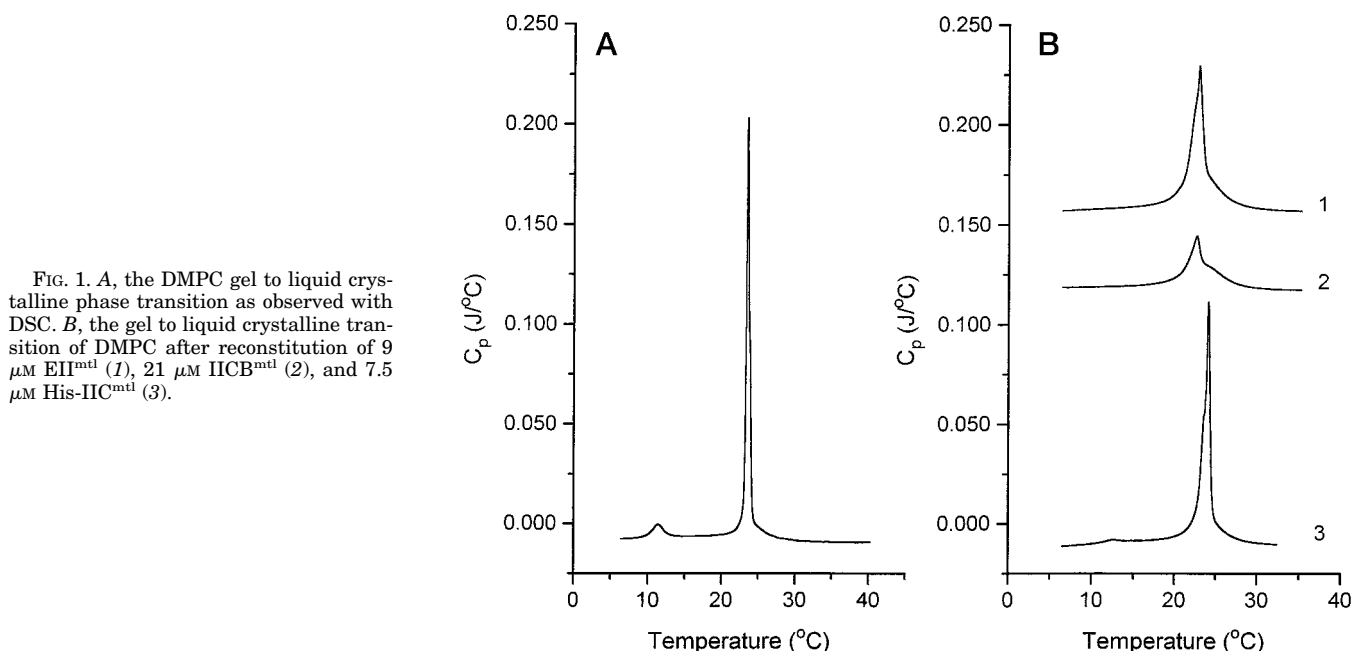 FIG. 1. A, the DMPC gel to liquid crys-
talline phase transition as observed with
DSC. B, the gel to liquid crystalline tran-
sition of DMPC after reconstitution of 9
μM EIIᵐᵗˡ (1), 21 μM IICBᵐᵗˡ (2), and 7.5
μM His-IICᵐᵗˡ (3).
A
0.250
0.200
0.150
0.100
0.050
0.000
Cp (J/°C)
0 10 20 30 40
Temperature (°C)
B
0.250
0.200
0.150
0.100
0.050
0.000
Cp (J/°C)
1
2
3
0 10 20 30 40
Temperature (°C)